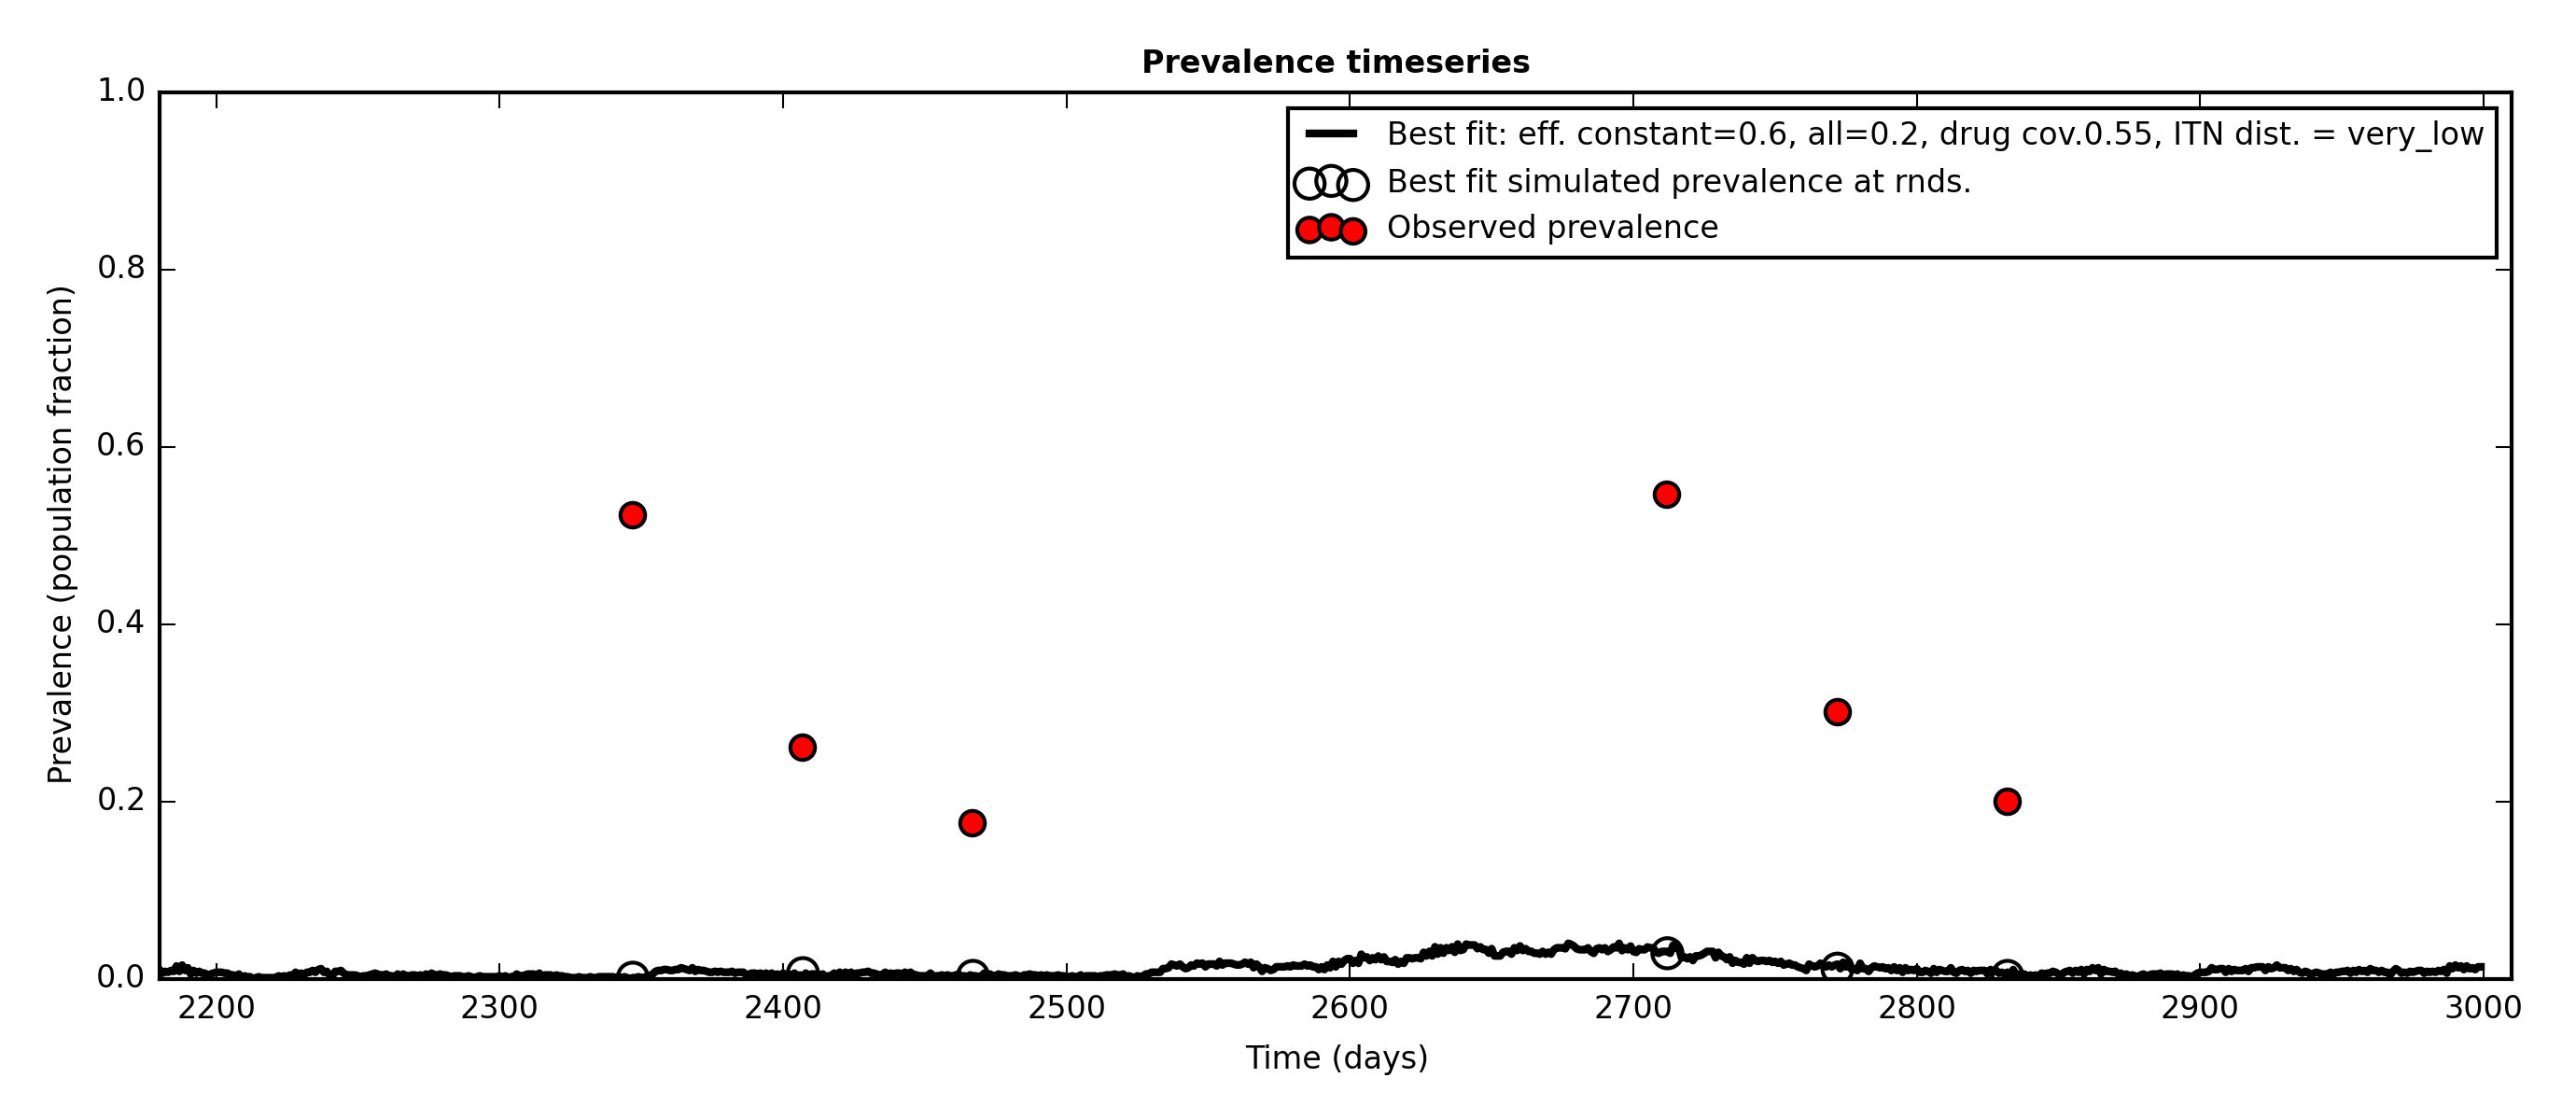 Prevalence timeseries
1.0
0.8
0.6
0.4
0.2
0.0
Prevalence (population fraction)
Best fit: eff. constant=0.6, all=0.2, drug cov.0.55, ITN dist. = very_low
Best fit simulated prevalence at rnds.
Observed prevalence
2200 2300 2400 2500 2600 2700 2800 2900 3000
Time (days)